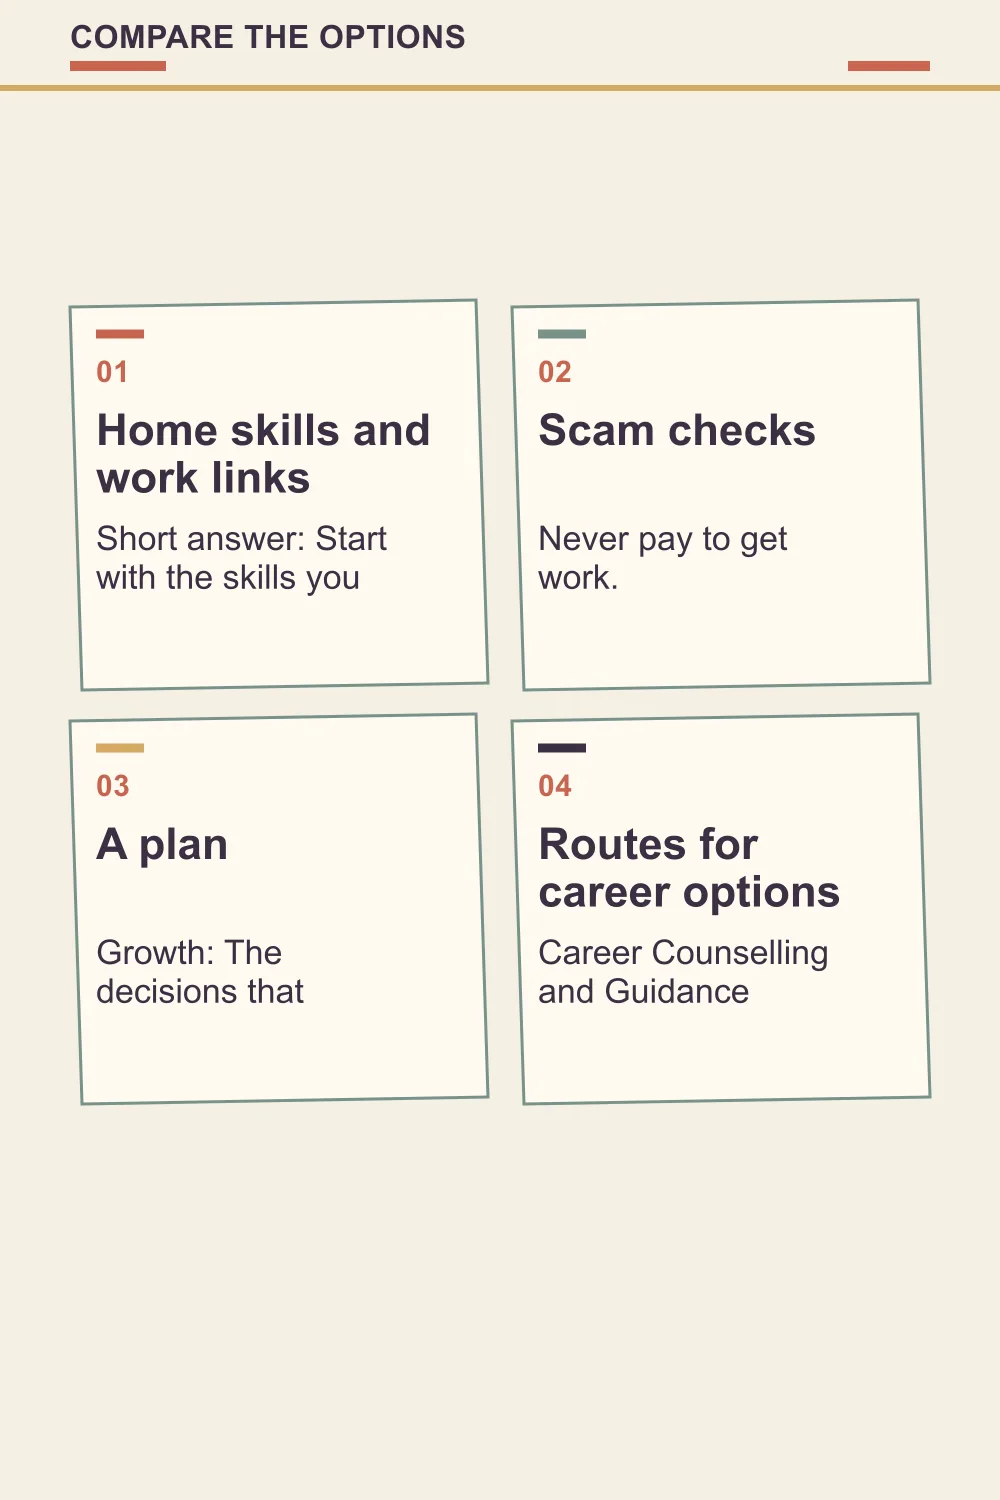 COMPARE THE OPTIONS
01
Home skills and
work links
Short answer: Start
with the skills you
02
Scam checks
Never pay to get
work.
03
A plan
Growth: The
decisions that
04
Routes for
career options
Career Counselling
and Guidance